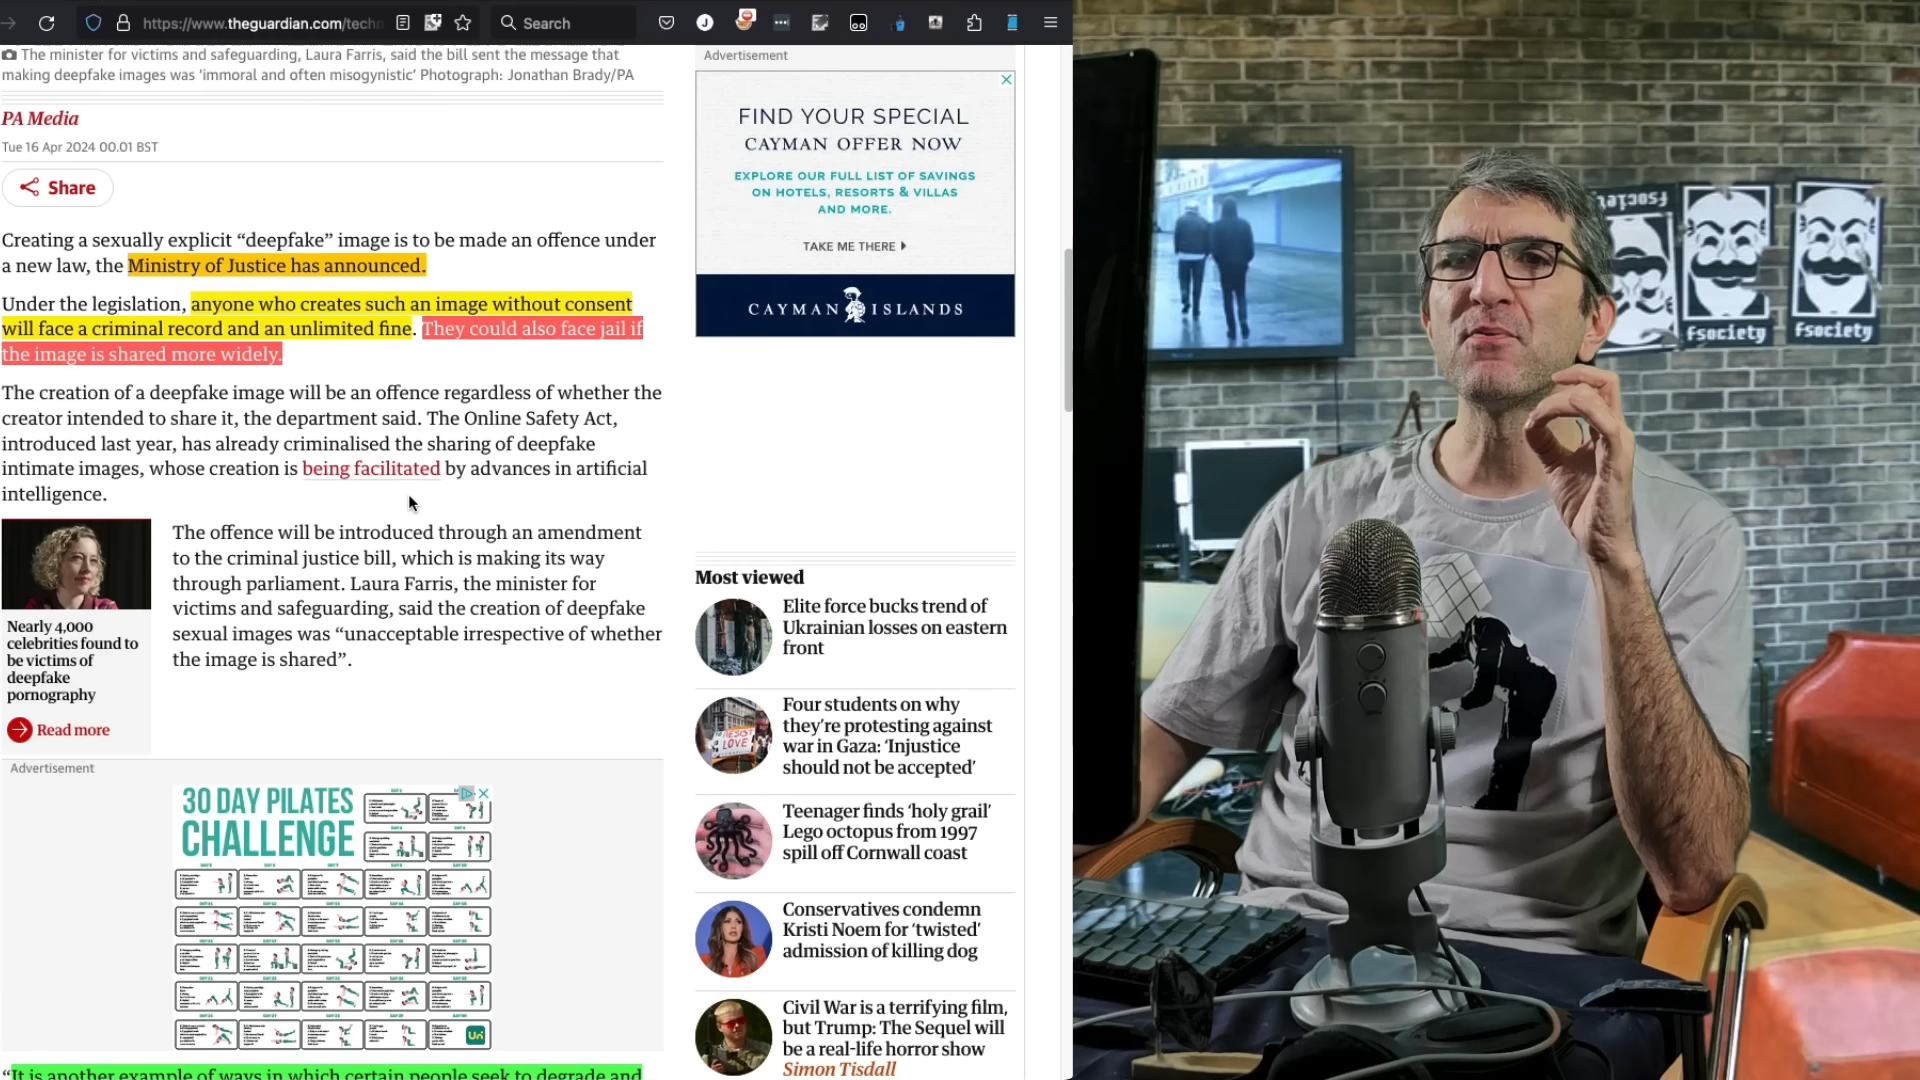 https://www.theguardian.com/techn
Search
The minister for victims and safeguarding, Laura Farris, said the bill sent the message that
making deepfake images was 'immoral and often misogynistic' Photograph: Jonathan Brady/PA
PA Media
Tue 16 Apr 2024 00.01 BST
Share
Creating a sexually explicit “deepfake” image is to be made an offence under
a new law, the Ministry of Justice has announced.
Under the legislation, anyone who creates such an image without consent
will face a criminal record and an unlimited fine. They could also face jail if
the image is shared more widely.
The creation of a deepfake image will be an offence regardless of whether the
creator intended to share it, the department said. The Online Safety Act,
introduced last year, has already criminalised the sharing of deepfake
intimate images, whose creation is being facilitated by advances in artificial
intelligence.
Nearly 4,000
celebrities found to
be victims of
deepfake
pornography
Read more
The offence will be introduced through an amendment
to the criminal justice bill, which is making its way
through parliament. Laura Farris, the minister for
victims and safeguarding, said the creation of deepfake
sexual images was “unacceptable irrespective of whether
the image is shared”.
Advertisement
30 DAY PILATES
CHALLENGE
“It is another example of ways in which certain people seek to degrade and
Advertisement
FIND YOUR SPECIAL
CAYMAN OFFER NOW
EXPLORE OUR FULL LIST OF SAVINGS
ON HOTELS, RESORTS & VILLAS
AND MORE.
TAKE ME THERE
CAYMAN ISLANDS
Most viewed
Elite force bucks trend of
Ukrainian losses on eastern
front
Four students on why
they’re protesting against
war in Gaza: ‘Injustice
should not be accepted’
Teenager finds ‘holy grail’
Lego octopus from 1997
spill off Cornwall coast
Conservatives condemn
Kristi Noem for ‘twisted’
admission of killing dog
Civil War is a terrifying film,
but Trump: The Sequel will
be a real-life horror show
Simon Tisdall
fsociety
fsociety
fsociety